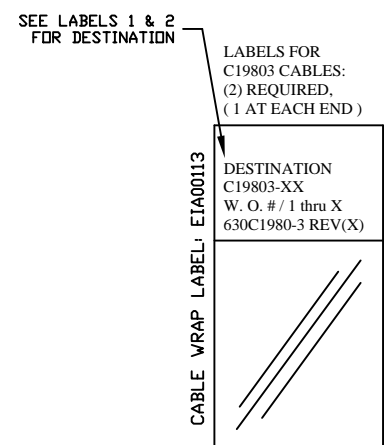 SEE LABELS 1 & 2
FOR DESTINATION
LABELS FOR
C19803 CABLES:
(2) REQUIRED,
( 1 AT EACH END )
DESTINATION
C19803-XX
W. O. # / 1 thru X
630C1980-3 REV(X)
CABLE WRAP LABEL: EIA00113